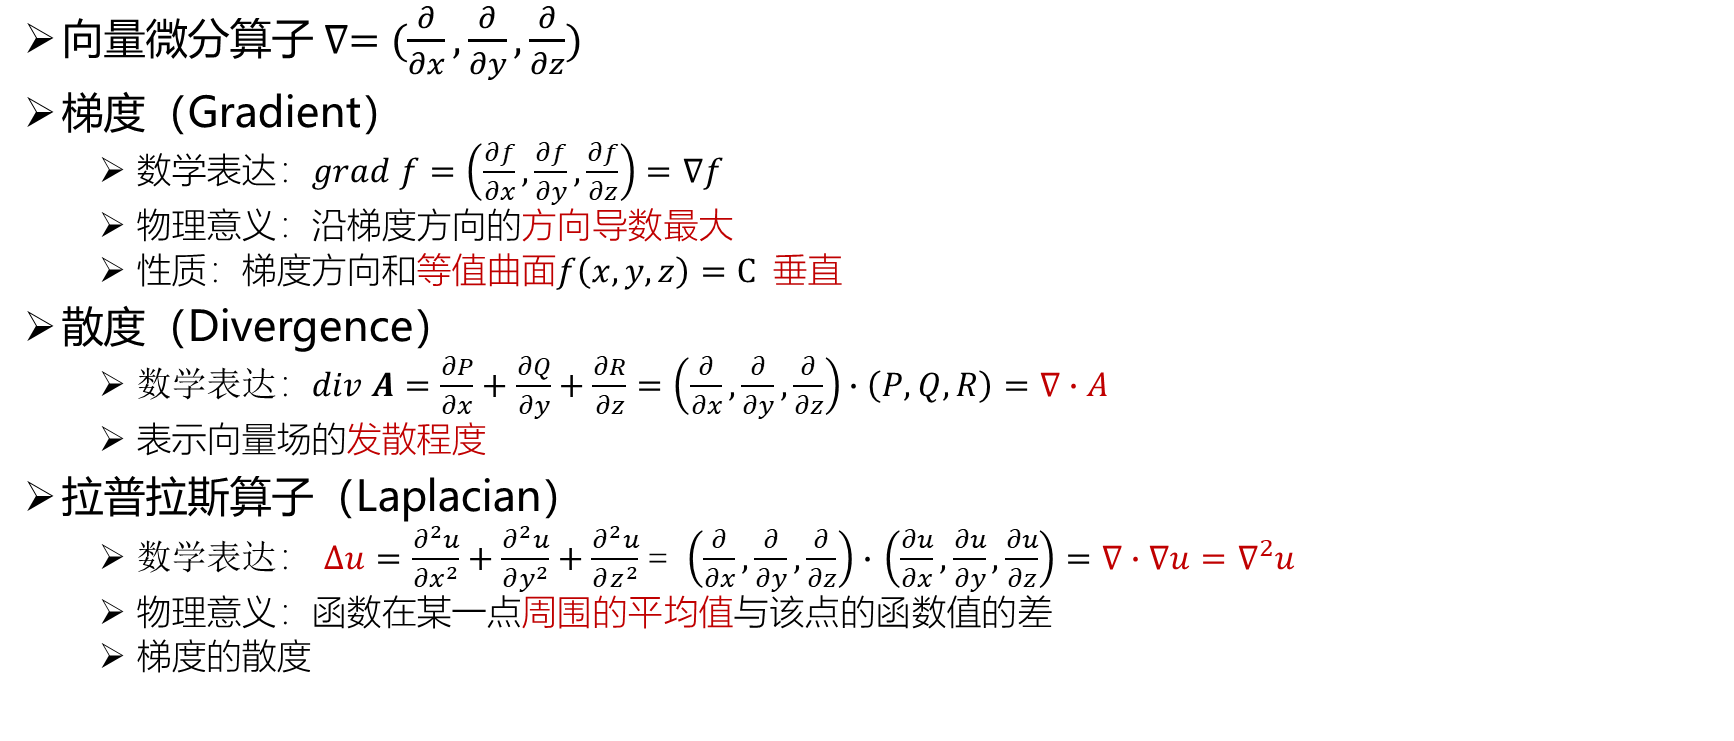 ➢ 向量微分算子 ∇= (∂/∂x, ∂/∂y, ∂/∂z)
➢ 梯度（Gradient）
➢ 数学表达：grad f = (∂f/∂x, ∂f/∂y, ∂f/∂z) = ∇f
➢ 物理意义：沿梯度方向的方向导数最大
➢ 性质：梯度方向和等值曲面f(x, y, z) = C 垂直
➢ 散度（Divergence）
➢ 数学表达：div A = ∂P/∂x + ∂Q/∂y + ∂R/∂z = (∂/∂x, ∂/∂y, ∂/∂z) · (P, Q, R) = ∇ · A
➢ 表示向量场的发散程度
➢ 拉普拉斯算子（Laplacian）
➢ 数学表达： Δu = ∂²u/∂x² + ∂²u/∂y² + ∂²u/∂z² = (∂/∂x, ∂/∂y, ∂/∂z) · (∂u/∂x, ∂u/∂y, ∂u/∂z) = ∇ · ∇u = ∇²u
➢ 物理意义：函数在某一点周围的平均值与该点的函数值的差
➢ 梯度的散度